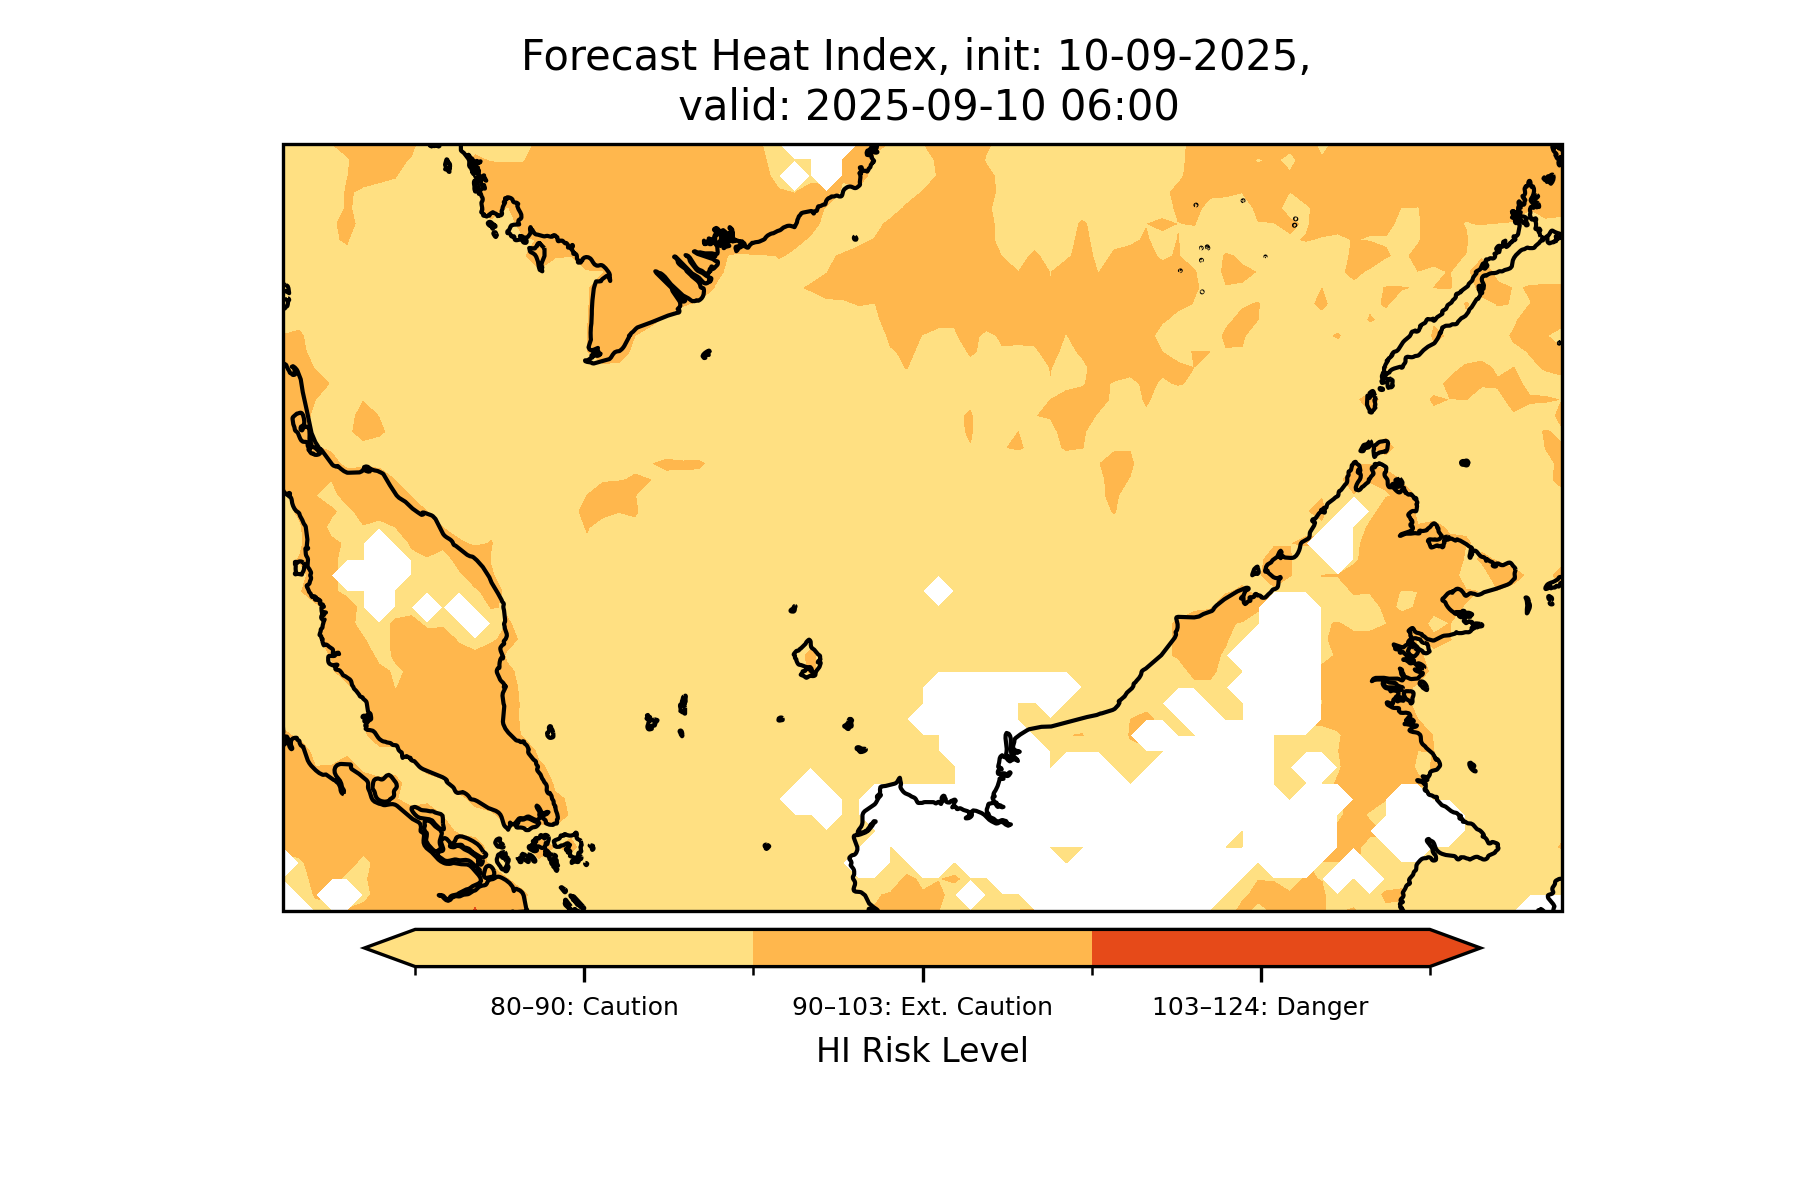 Forecast Heat Index, init: 10-09-2025,
valid: 2025-09-10 06:00
80–90: Caution
90–103: Ext. Caution
103–124: Danger
HI Risk Level